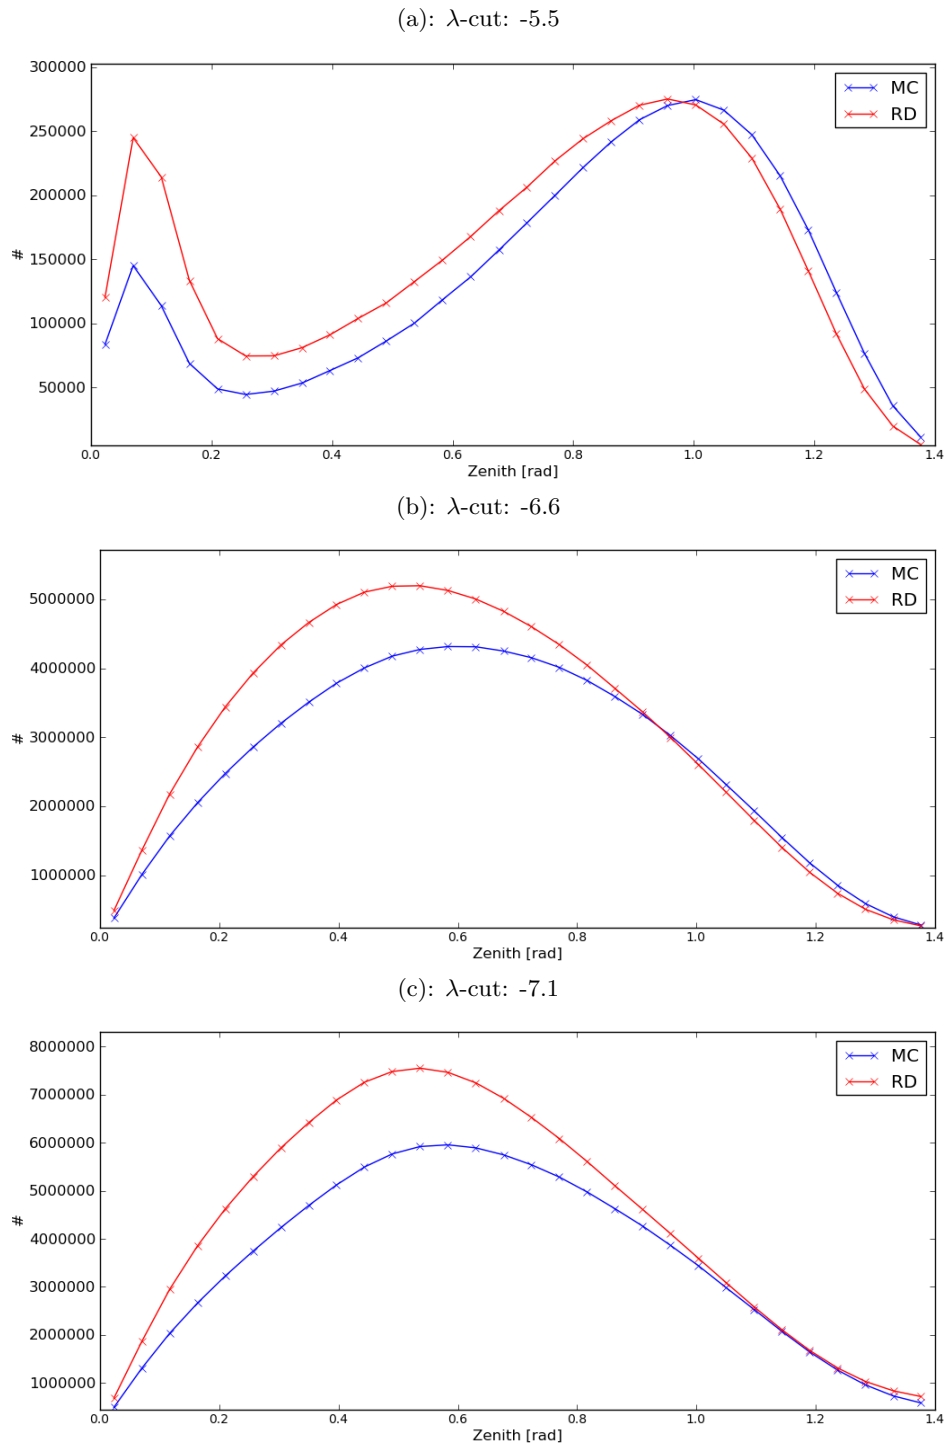 (a): λ-cut: -5.5
300000
250000
200000
150000
100000
50000
#
MC
RD
0.0 0.2 0.4 0.6 0.8 1.0 1.2 1.4
Zenith [rad]
(b): λ-cut: -6.6
5000000
4000000
3000000
2000000
1000000
#
MC
RD
0.0 0.2 0.4 0.6 0.8 1.0 1.2 1.4
Zenith [rad]
(c): λ-cut: -7.1
8000000
7000000
6000000
5000000
4000000
3000000
2000000
1000000
#
MC
RD
0.0 0.2 0.4 0.6 0.8 1.0 1.2 1.4
Zenith [rad]